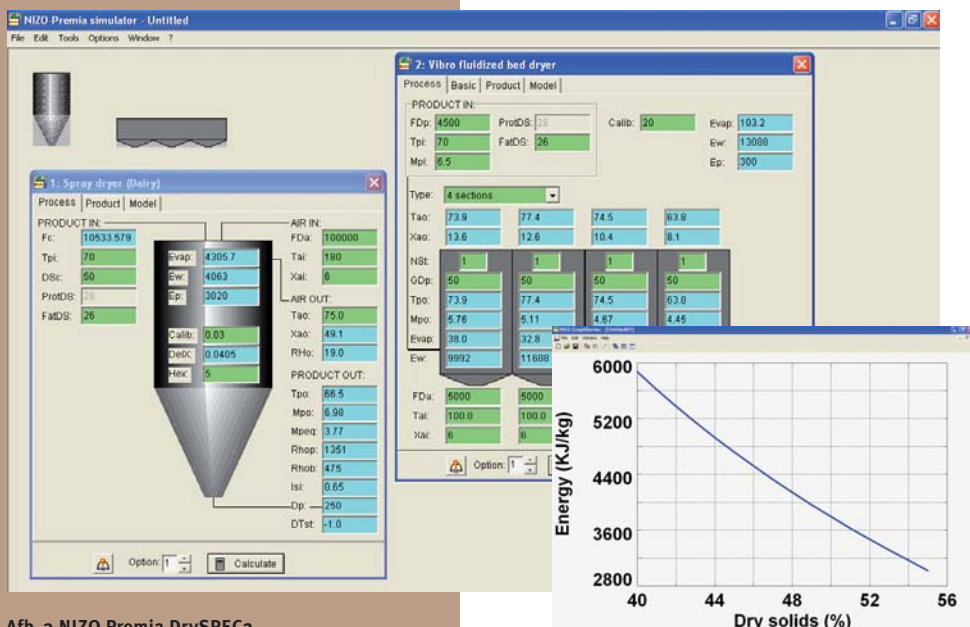 NIZO Premia simulator - Untitled
File Edit Tools Options Window ?
1: Spray dryer (Dairy)
Process Product Model
PRODUCT IN:
Fc: 10533.579
Tpi: 70
DSc: 50
ProtDS: 28
FatDS: 26
Evap: 4305.7
Ew: 4063
Ep: 3020
Calib: 0.03
DelX: 0.0405
Hex: 5
AIR IN:
FDa: 100000
Tai: 180
Xai: 6
AIR OUT:
Tao: 75.0
Xao: 49.1
RHo: 19.0
PRODUCT OUT:
Tpo: 66.5
Mpo: 6.98
Mpeq: 3.77
Rhop: 1351
Rhob: 475
Isi: 0.65
Dp: 250
DTst: -1.0
Option: 1 Calculate
2: Vibro fluidized bed dryer
Process Basic Product Model
PRODUCT IN:
FDp: 4500 ProtDS: 28 Calib: 20 Evap: 103.2
Tpi: 70 FatDS: 26 Ew: 13088
Mpi: 6.5 Ep: 300
Type: 4 sections
Tao: 73.9 77.4 74.5 63.8
Xao: 13.6 12.6 10.4 8.1
NSt: 1 1 1 1
GDp: 50 50 50 50
Tpo: 73.9 77.4 74.5 63.8
Mpo: 5.76 5.11 4.67 4.45
Evap: 38.0 32.8
Ew: 9992 11688
FDa: 5000 5000
Tai: 100.0 100.0
Xai: 6 6
Option: 1
File Edit Window Help
6000
5200
4400
3600
2800
Energy (KJ/kg)
40 44 48 52 56
Dry solids (%)
Afb. 2 NIZO Premia DrySPEC2